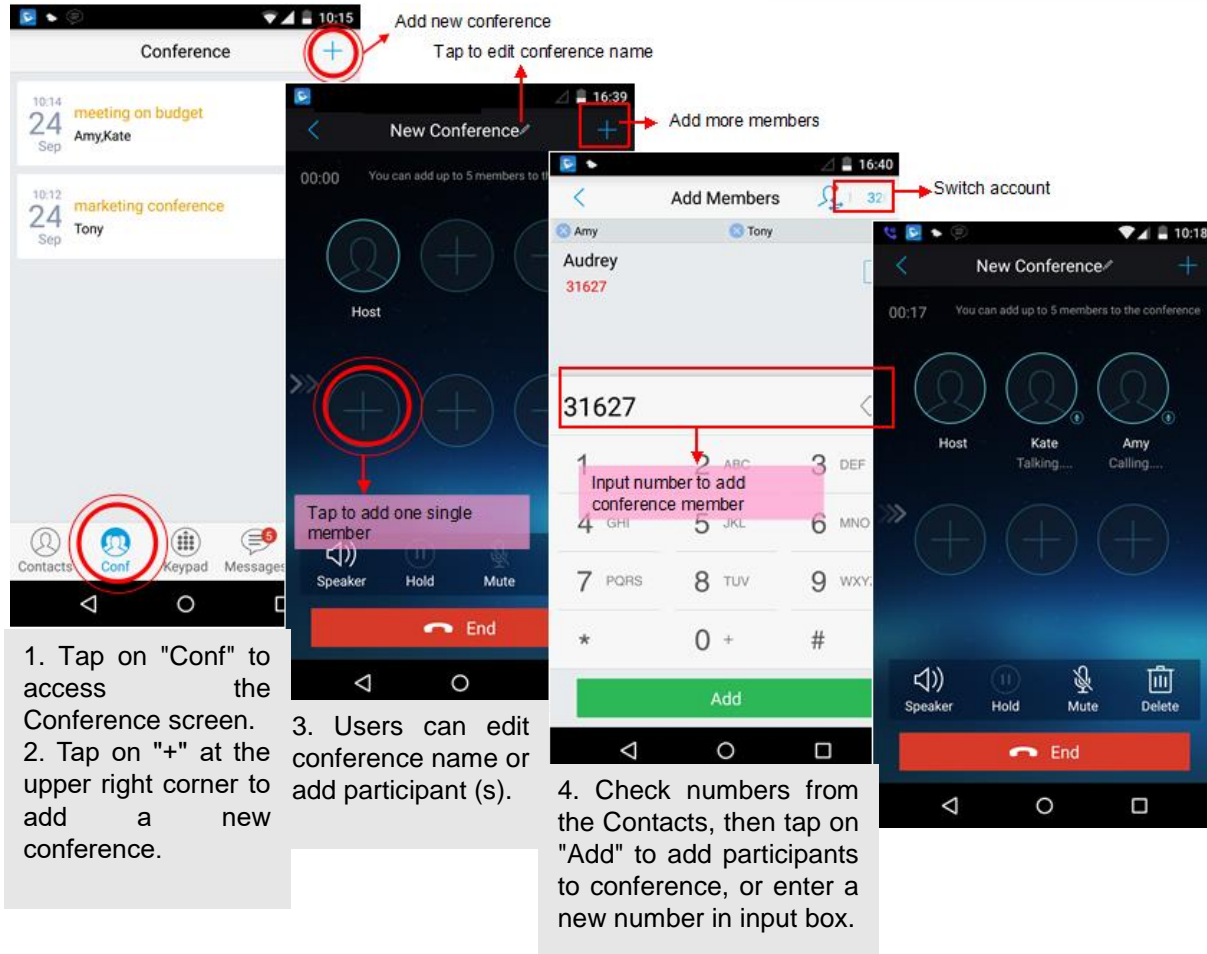 10:15
Add new conference
Conference
Tap to edit conference name
10:14
24
Sep
meeting on budget
Amy,Kate
10:12
24
Sep
marketing conference
Tony
Contacts
Conf
Keypad
5
Messages
1. Tap on "Conf" to
access the
Conference screen.
2. Tap on "+" at the
upper right corner to
add a new
conference.
16:39
New Conference
Add more members
00:00
You can add up to 5 members to t
Host
Tap to add one single
member
Speaker
Hold
Mute
End
3. Users can edit
conference name or
add participant (s).
16:40
Add Members
32
Switch account
Amy
Tony
Audrey
31627
31627
1
2 ABC
3 DEF
Input number to add
conference member
4 GHI
5 JKL
6 MNO
7 PQRS
8 TUV
9 WXY
*
0 +
#
Add
4. Check numbers from
the Contacts, then tap on
"Add" to add participants
to conference, or enter a
new number in input box.
10:18
New Conference
00:17
You can add up to 5 members to the conference
Host
Kate
Talking....
Amy
Calling....
Speaker
Hold
Mute
Delete
End